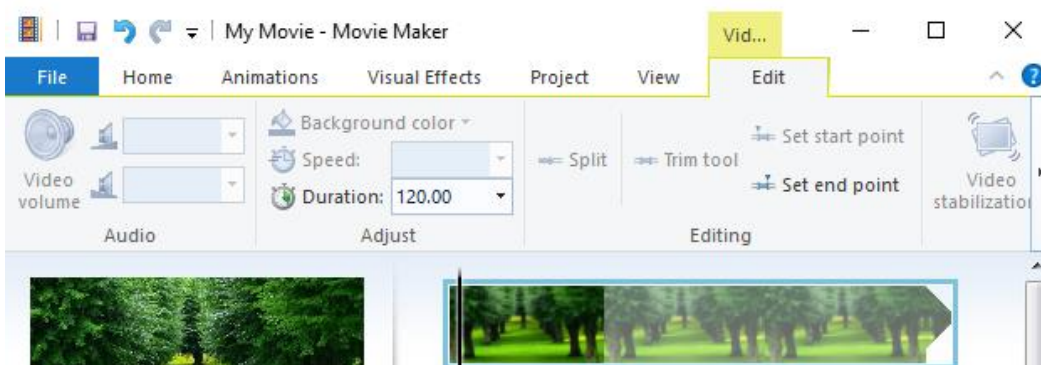 My Movie - Movie Maker
Vid...
File Home Animations Visual Effects Project View Edit
Background color
Speed:
Duration: 120.00
Video volume
Split
Trim tool
Set start point
Set end point
Video
stabilization
Audio Adjust Editing